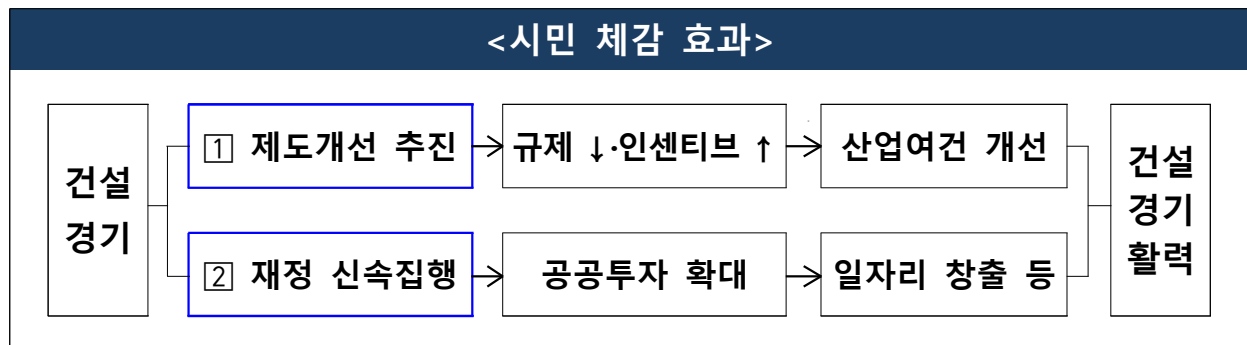 <시민 체감 효과>
건설
경기
1 제도개선 추진
규제 ↓·인센티브 ↑
산업여건 개선
2 재정 신속집행
공공투자 확대
일자리 창출 등
건설
경기
활력